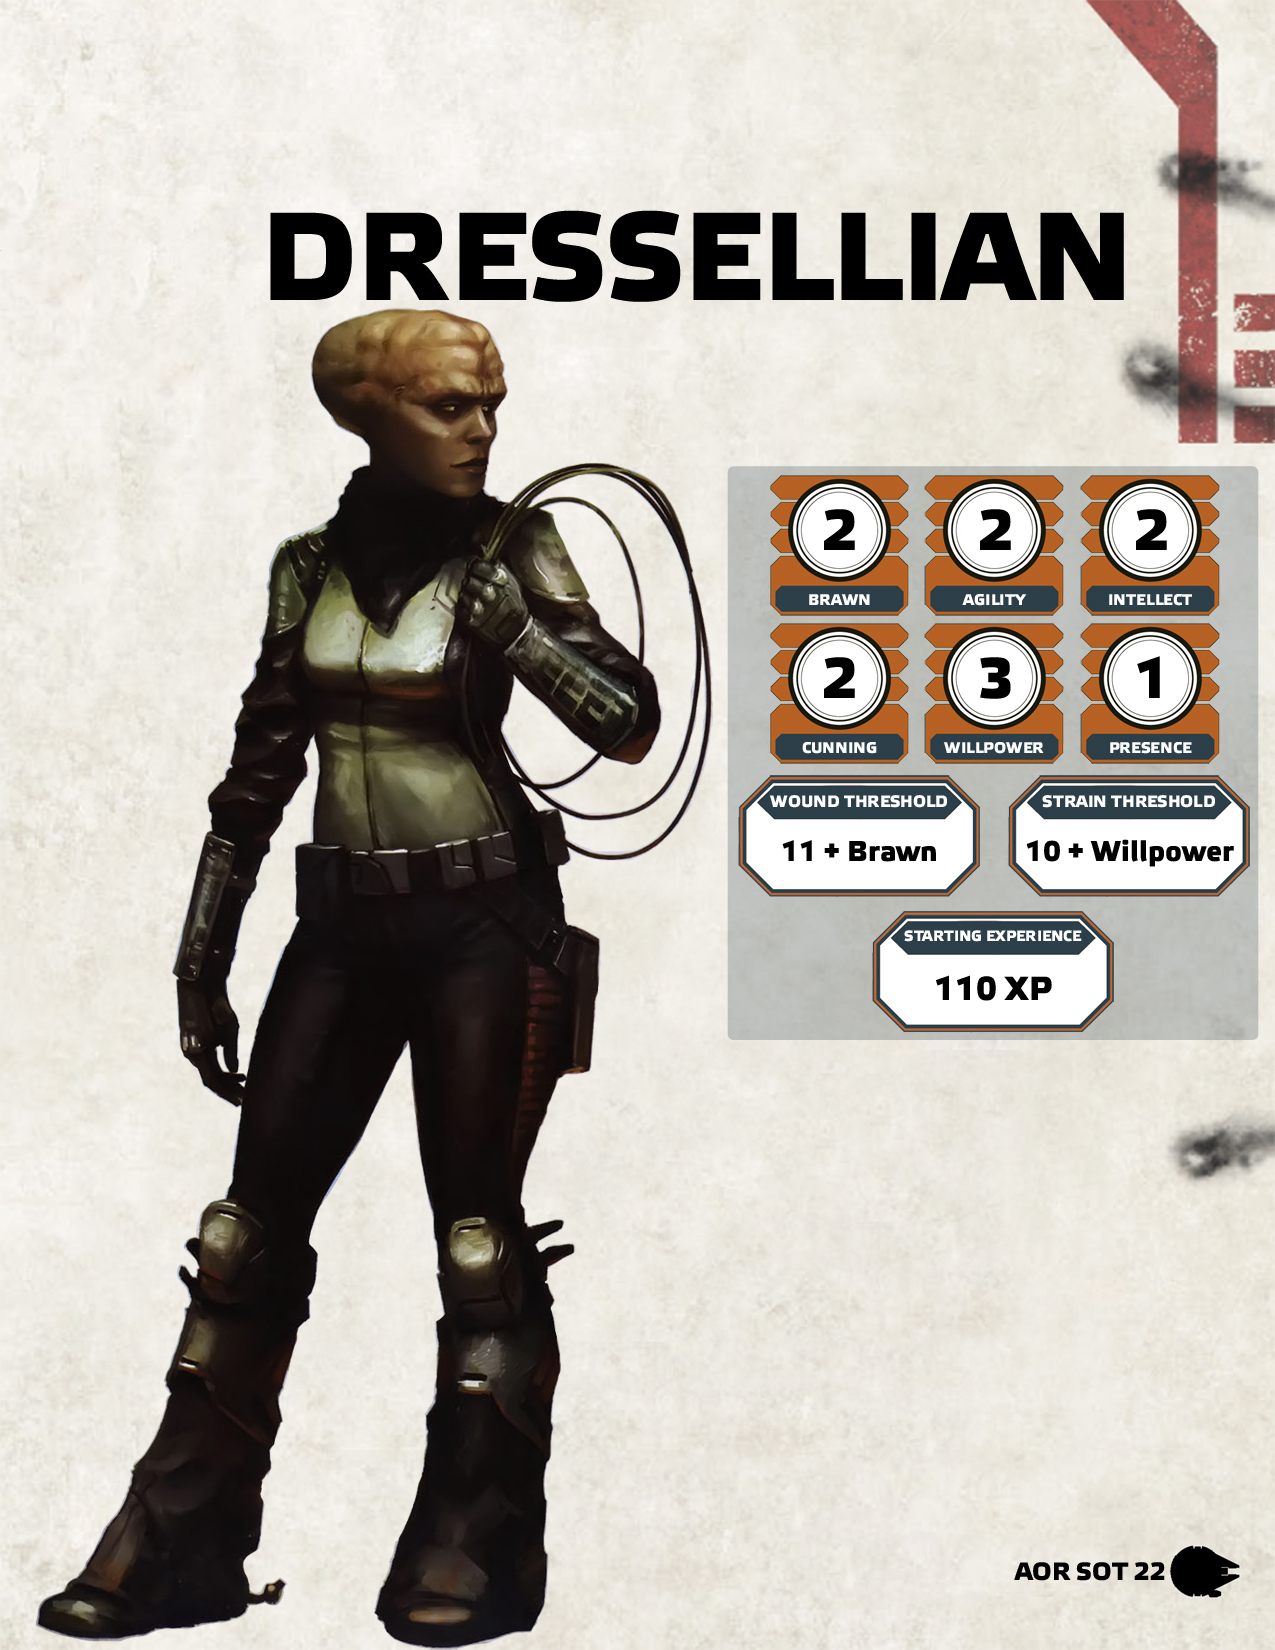 DRESSELLIAN
2 2 2
BRAWN AGILITY INTELLECT
2 3 1
CUNNING WILLPOWER PRESENCE
WOUND THRESHOLD STRAIN THRESHOLD
11 + Brawn 10 + Willpower
STARTING EXPERIENCE
110 XP
AOR SOT 22